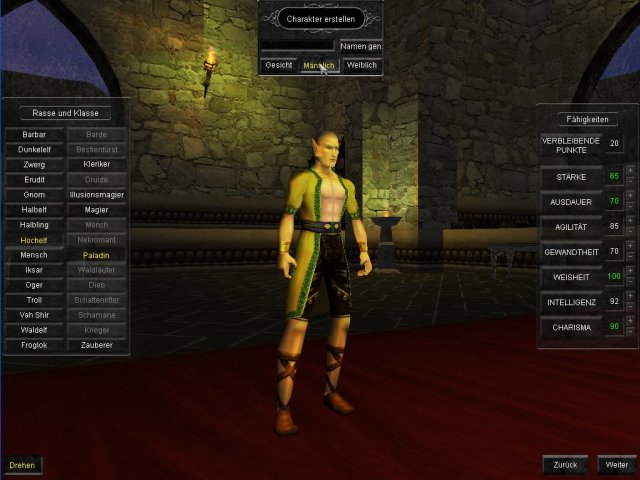 Charakter erstellen
Namen gen.
Gesicht Männlich Weiblich
Rasse und Klasse
Barbar Barde
Dunkelelf Bestienfürst
Zwerg Kleriker
Erudit Druide
Gnom Illusionsmagier
Halbelf Magier
Halbling Mönch
Hochelf Nekromant
Mensch Paladin
Iksar Waldläufer
Oger Dieb
Troll Schattenritter
Vah Shir Schamane
Waldelf Krieger
Froglok Zauberer
Fähigkeiten
VERBLEIBENDE
PUNKTE 20
STÄRKE 65
AUSDAUER 70
AGILITÄT 85
GEWANDTHEIT 70
WEISHEIT 100
INTELLIGENZ 92
CHARISMA 90
Drehen
Zurück Weiter